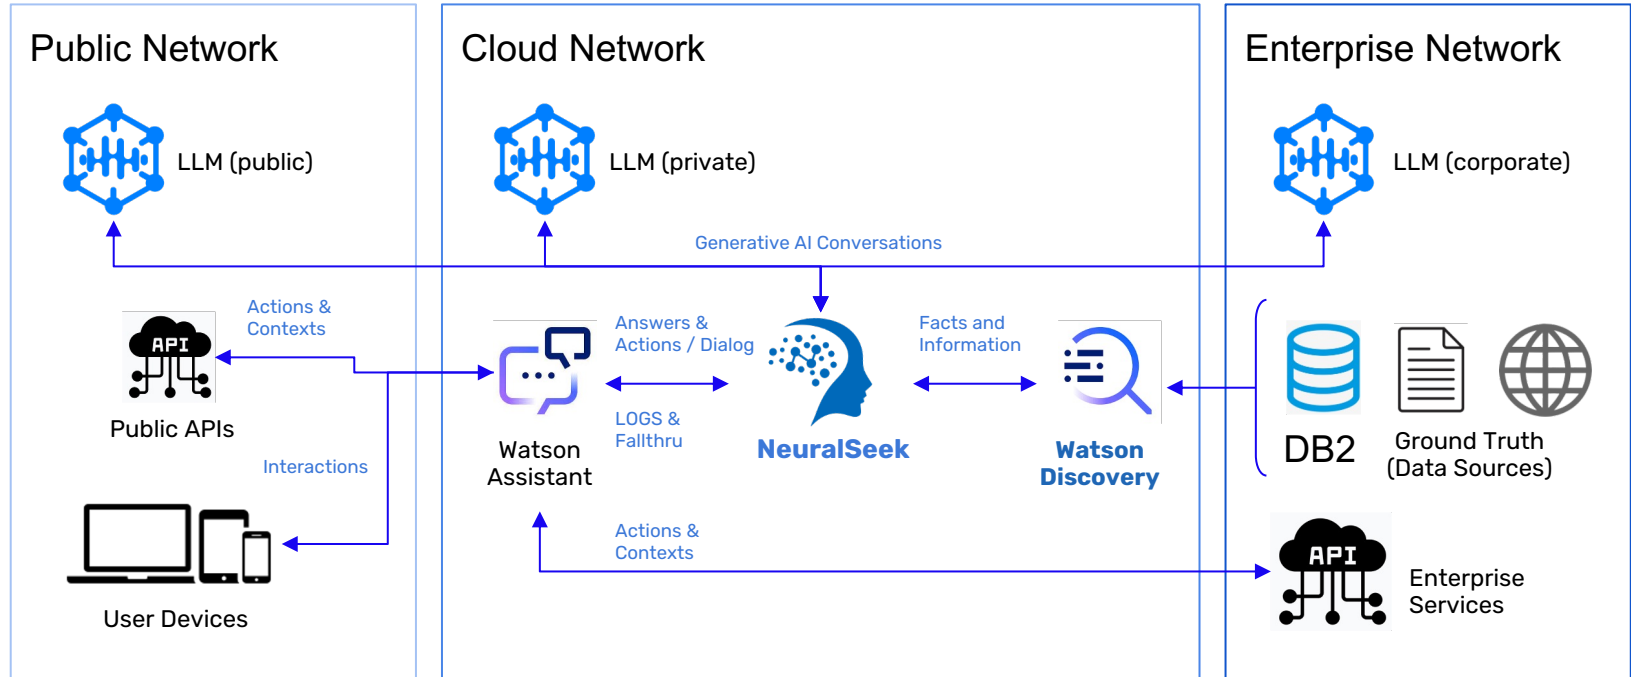 Public Network
LLM (public)
Actions &
Contexts
API
Public APIs
Interactions
User Devices
Cloud Network
LLM (private)
Generative AI Conversations
Answers &
Actions / Dialog
LOGS &
Fallthru
Watson
Assistant
NeuralSeek
Facts and
Information
Watson
Discovery
Actions &
Contexts
Enterprise Network
LLM (corporate)
DB2
Ground Truth
(Data Sources)
API
Enterprise
Services